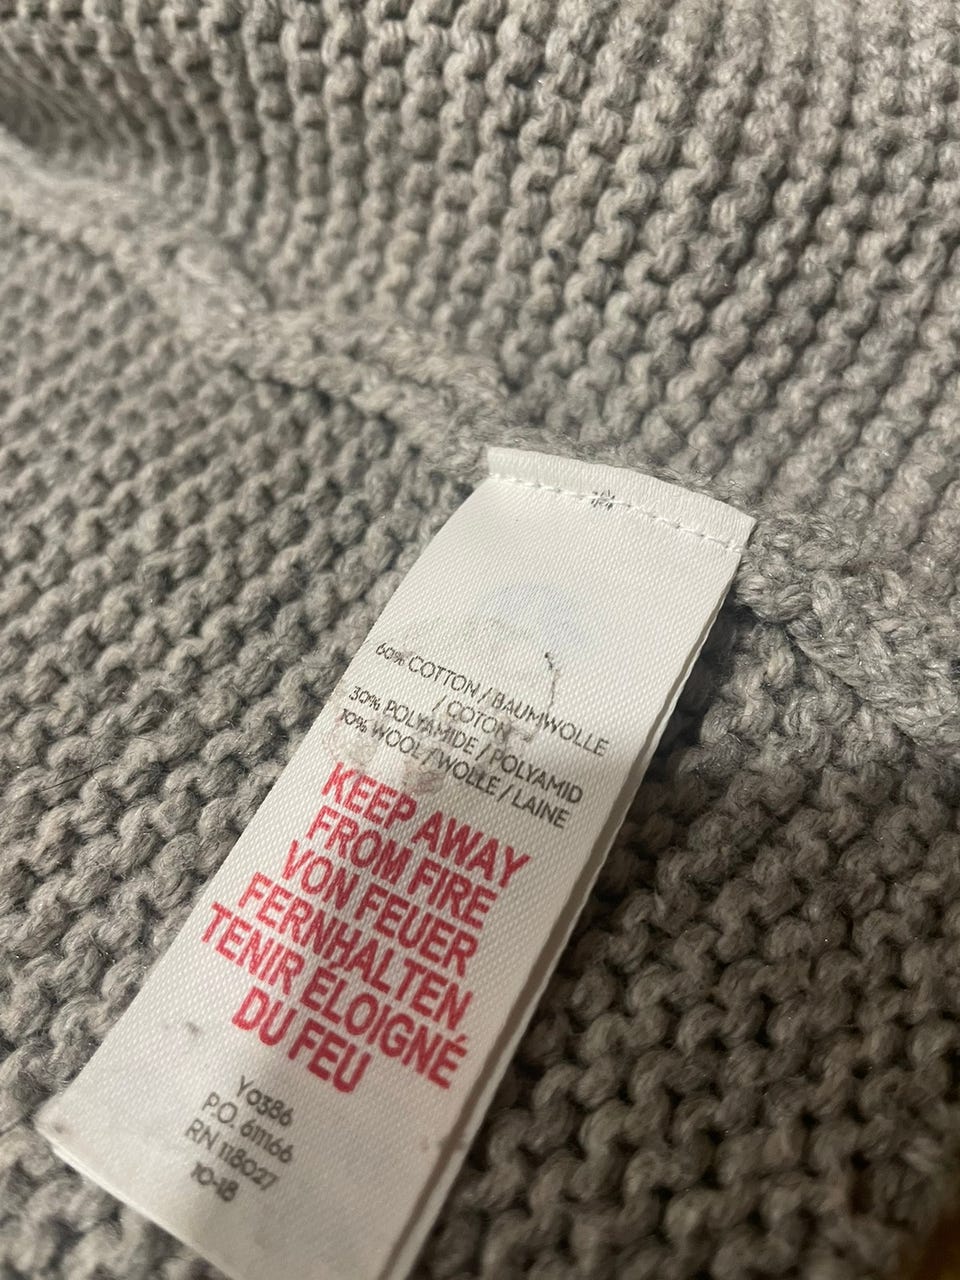 60% COTTON / BAUMWOLLE
/ COTON
30% POLYAMIDE / POLYAMID
10% WOOL / WOLLE / LAINE
KEEP AWAY
FROM FIRE
VON FEUER
FERNHALTEN
TENIR ÉLOIGNÉ
DU FEU
Y0386
P.O. 611166
RN 118027
10-18